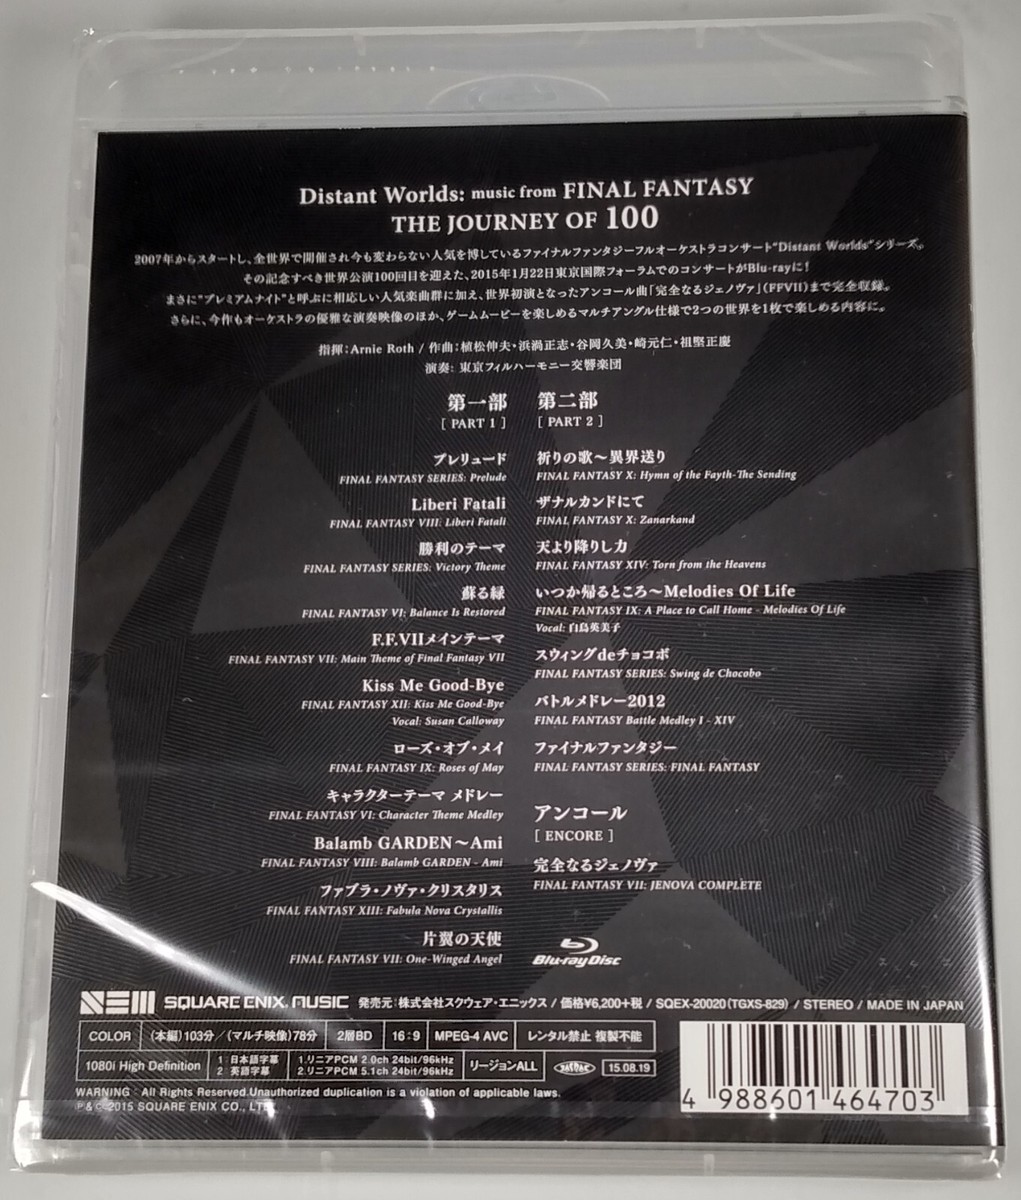 Distant Worlds: music from FINAL FANTASY
THE JOURNEY OF 100
2007年からスタートし、全世界で開催され今も変わらない人気を博しているファイナルファンタジーフルオーケストラコンサート"Distant Worlds"シリーズ。
その記念すべき世界公演100回目を迎えた、2015年1月22日東京国際フォーラムでのコンサートがBlu-rayに!
まさに"プレミアムナイト"と呼ぶに相応しい人気楽曲群に加え、世界初演となったアンコール曲「完全なるジェノヴァ」(FFVII)まで完全収録。
さらに、今作もオーケストラの優雅な演奏映像のほか、ゲームムービーを楽しめるマルチアングル仕様で2つの世界を1枚で楽しめる内容に。
指揮:Arnie Roth / 作曲:植松伸夫・浜渦正志・谷岡久美・崎元仁・祖堅正慶
演奏: 東京フィルハーモニー交響楽団
第一部
[ PART 1 ]
プレリュード
FINAL FANTASY SERIES: Prelude
Liberi Fatali
FINAL FANTASY VIII: Liberi Fatali
勝利のテーマ
FINAL FANTASY SERIES: Victory Theme
蘇る緑
FINAL FANTASY VI: Balance Is Restored
F.F.VIIメインテーマ
FINAL FANTASY VII: Main Theme of Final Fantasy VII
Kiss Me Good-Bye
FINAL FANTASY XII: Kiss Me Good-Bye
Vocal: Susan Calloway
ローズ・オブ・メイ
FINAL FANTASY IX: Roses of May
キャラクターテーマ メドレー
FINAL FANTASY VI: Character Theme Medley
Balamb GARDEN～Ami
FINAL FANTASY VIII: Balamb GARDEN - Ami
ファブラ・ノヴァ・クリスタリス
FINAL FANTASY XIII: Fabula Nova Crystallis
片翼の天使
FINAL FANTASY VII: One-Winged Angel
第二部
[ PART 2 ]
祈りの歌～異界送り
FINAL FANTASY X: Hymn of the Fayth-The Sending
ザナルカンドにて
FINAL FANTASY X: Zanarkand
天より降りし力
FINAL FANTASY XIV: Torn from the Heavens
いつか帰るところ～Melodies Of Life
FINAL FANTASY IX: A Place to Call Home - Melodies Of Life
Vocal: 白鳥英美子
スウィングdeチョコボ
FINAL FANTASY SERIES: Swing de Chocobo
バトルメドレー2012
FINAL FANTASY Battle Medley I - XIV
ファイナルファンタジー
FINAL FANTASY SERIES: FINAL FANTASY
アンコール
[ ENCORE ]
完全なるジェノヴァ
FINAL FANTASY VII: JENOVA COMPLETE
Blu-ray Disc
SQUARE ENIX MUSIC 発売元:株式会社スクウェア・エニックス / 価格¥6,200+税 / SQEX-20020(TGXS-829) / STEREO / MADE IN JAPAN
COLOR (本編)103分/(マルチ映像)78分 2層BD 16:9 MPEG-4 AVC レンタル禁止 複製不能
1080i High Definition 1:日本語字幕 2:英語字幕 1.リニアPCM 2.0ch 24bit/96kHz 2.リニアPCM 5.1ch 24bit/96kHz リージョンALL 15.08.19
WARNING : All Rights Reserved.Unauthorized duplication is a violation of applicable laws.
P & © 2015 SQUARE ENIX CO., LTD.
4 988601 464703